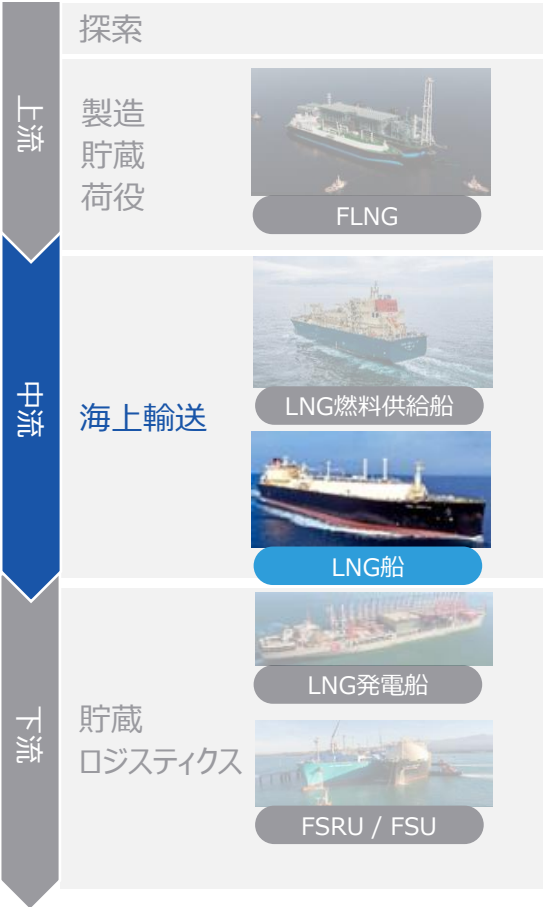 上流
探索
製造
貯蔵
荷役
FLNG
中流
海上輸送
LNG燃料供給船
LNG船
下流
貯蔵
ロジスティクス
LNG発電船
FSRU / FSU